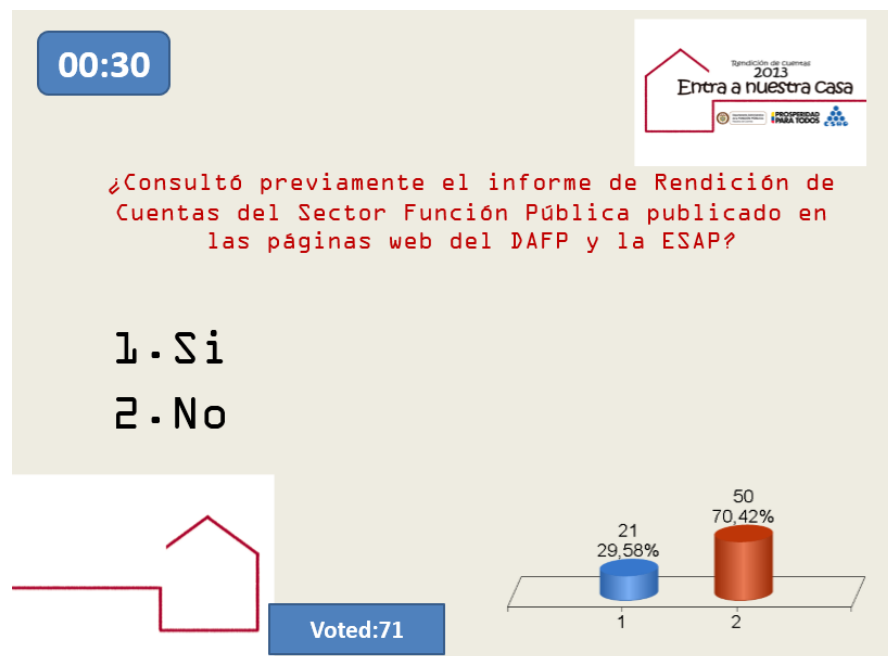 00:30
Rendición de Cuentas
2013
Entra a nuestra casa
PROSPERIDAD
PARA TODOS
¿Consultó previamente el informe de Rendición de
Cuentas del Sector Función Pública publicado en
las páginas web del DAFP y la ESAP?
1.Si
2.No
50
70,42%
21
29,58%
1
2
Voted:71